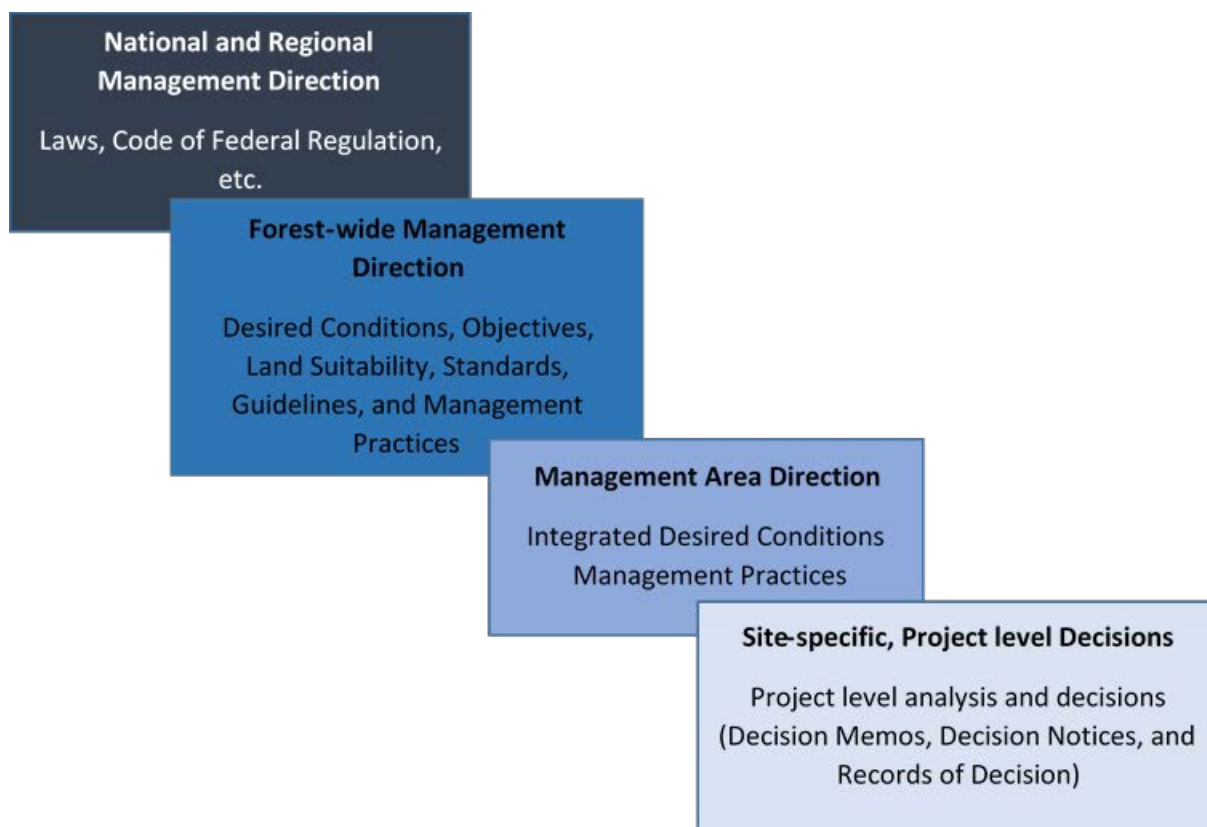 National and Regional
Management Direction
Laws, Code of Federal Regulation,
etc.
Forest-wide Management
Direction
Desired Conditions, Objectives,
Land Suitability, Standards,
Guidelines, and Management
Practices
Management Area Direction
Integrated Desired Conditions
Management Practices
Site-specific, Project level Decisions
Project level analysis and decisions
(Decision Memos, Decision Notices, and
Records of Decision)